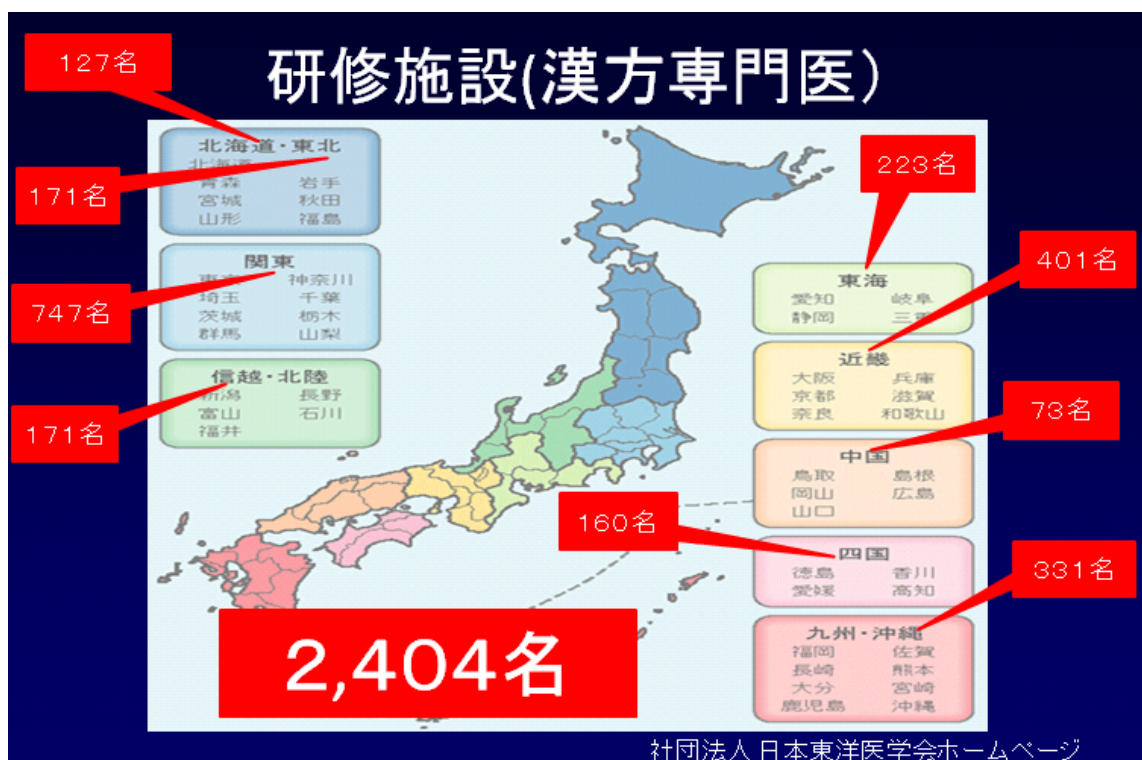 研修施設(漢方専門医）
127名
171名
747名
171名
223名
401名
73名
160名
331名
北海道・東北
北海道
青森 岩手
宮城 秋田
山形 福島
関東
東京 神奈川
埼玉 千葉
茨城 栃木
群馬 山梨
信越・北陸
新潟 長野
富山 石川
福井
東海
愛知 岐阜
静岡 三重
近畿
大阪 兵庫
京都 滋賀
奈良 和歌山
中国
鳥取 島根
岡山 広島
山口
四国
徳島 香川
愛媛 高知
九州・沖縄
福岡 佐賀
長崎 熊本
大分 宮崎
鹿児島 沖縄
2,404名
社団法人 日本東洋医学会ホームページ